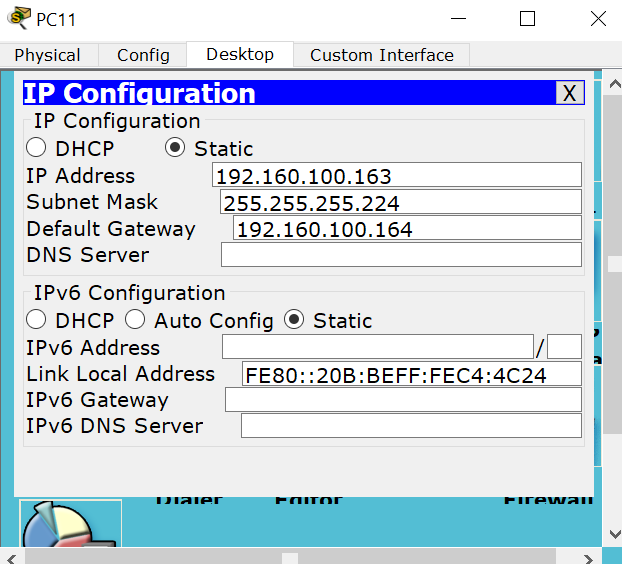 PC11
Physical Config Desktop Custom Interface
IP Configuration X
IP Configuration
DHCP Static
IP Address 192.160.100.163
Subnet Mask 255.255.255.224
Default Gateway 192.160.100.164
DNS Server
IPv6 Configuration
DHCP Auto Config Static
IPv6 Address /
Link Local Address FE80::20B:BEFF:FEC4:4C24
IPv6 Gateway
IPv6 DNS Server
Dialer Editor Firewall